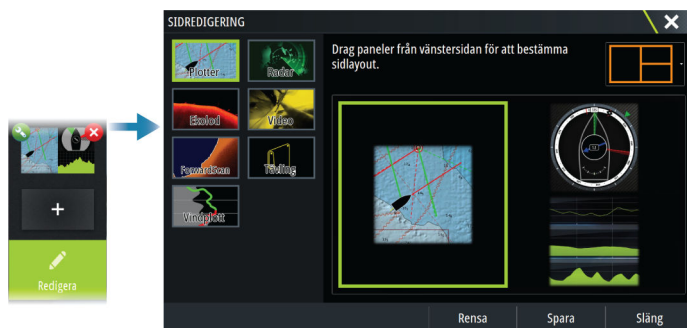 SIDREDIGERING
X
Drag paneler från vänstersidan för att bestämma
sidlayout.
Plotter
Radar
Ekolod
Video
ForwardScan
Tävling
Vindplott
+
Redigera
Rensa
Spara
Släng